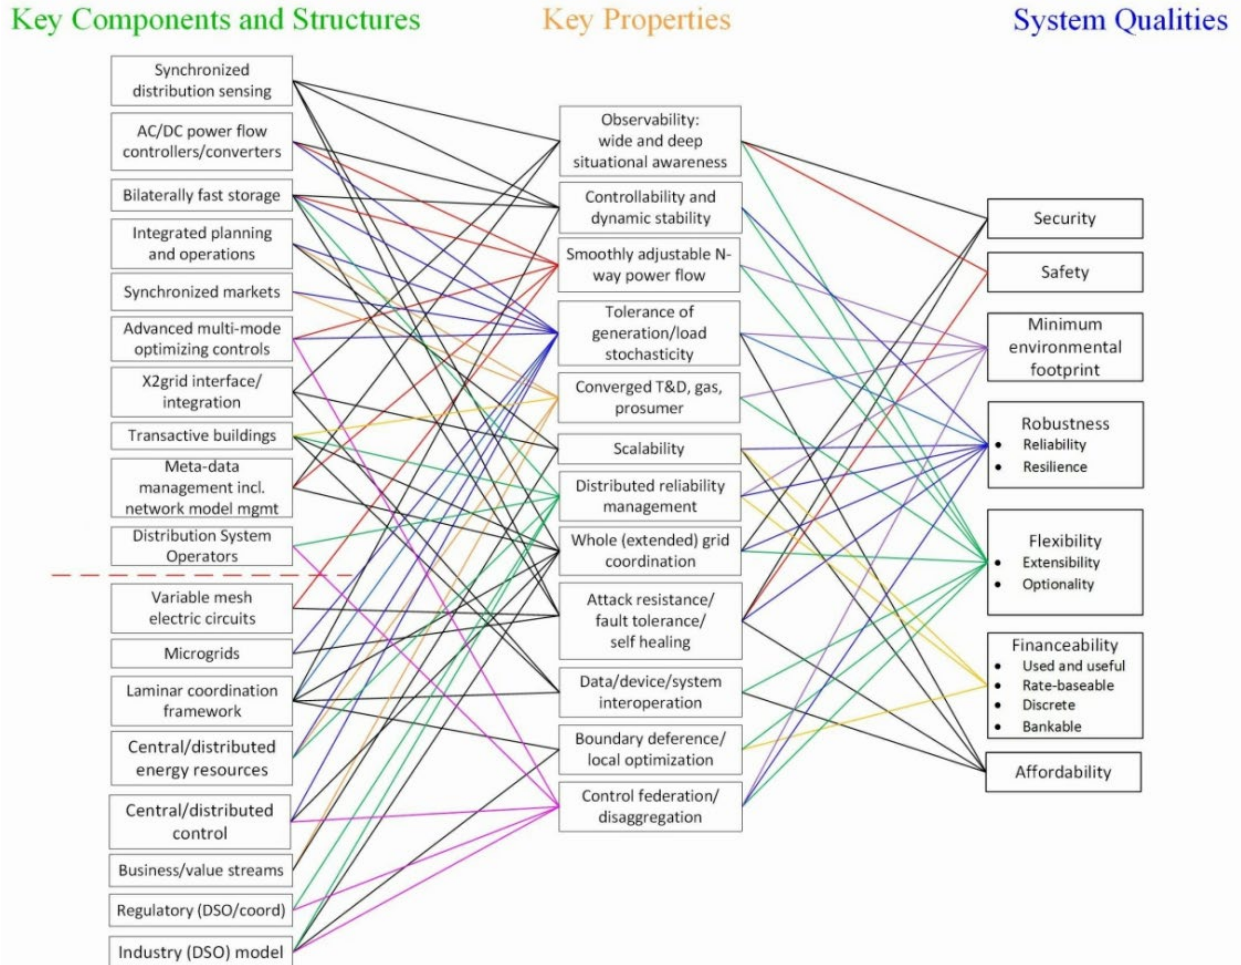 Key Components and Structures
Key Properties
System Qualities
Synchronized
distribution sensing
AC/DC power flow
controllers/converters
Bilaterally fast storage
Integrated planning
and operations
Synchronized markets
Advanced multi-mode
optimizing controls
X2grid interface/
integration
Transactive buildings
Meta-data
management incl.
network model mgmt
Distribution System
Operators
Variable mesh
electric circuits
Microgrids
Laminar coordination
framework
Central/distributed
energy resources
Central/distributed
control
Business/value streams
Regulatory (DSO/coord)
Industry (DSO) model
Observability:
wide and deep
situational awareness
Controllability and
dynamic stability
Smoothly adjustable N-
way power flow
Tolerance of
generation/load
stochasticity
Converged T&D, gas,
prosumer
Scalability
Distributed reliability
management
Whole (extended) grid
coordination
Attack resistance/
fault tolerance/
self healing
Data/device/system
interoperation
Boundary deference/
local optimization
Control federation/
disaggregation
Security
Safety
Minimum
environmental
footprint
Robustness
• Reliability
• Resilience
Flexibility
• Extensibility
• Optionality
Financeability
• Used and useful
• Rate-baseable
• Discrete
• Bankable
Affordability